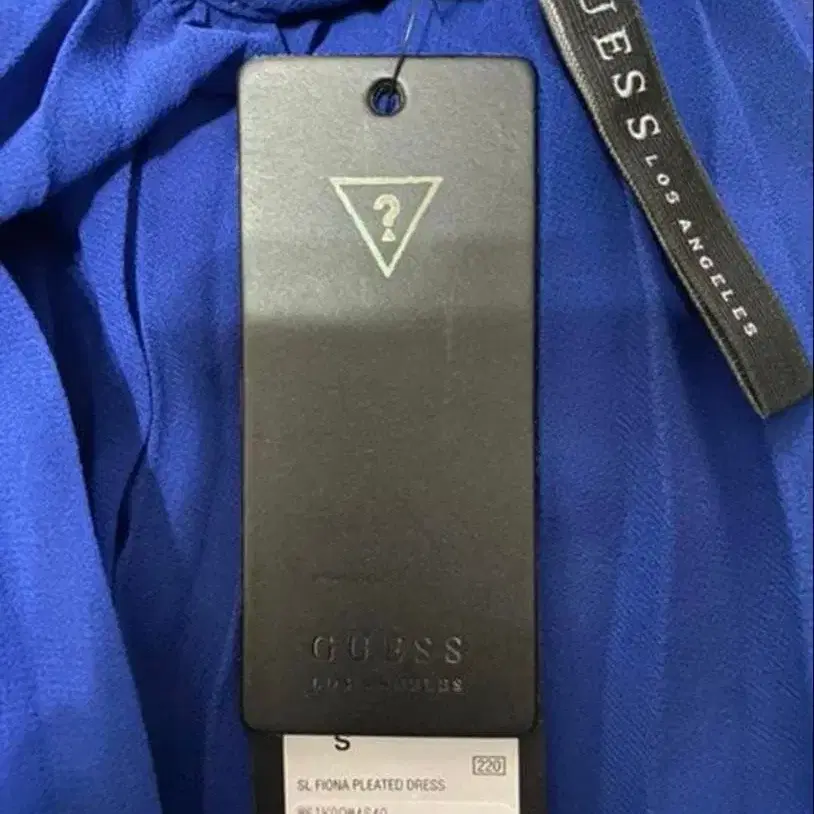 GUESS LOS ANGELES
?
GUESS
LOS ANGELES
S
220
SL FIONA PLEATED DRESS